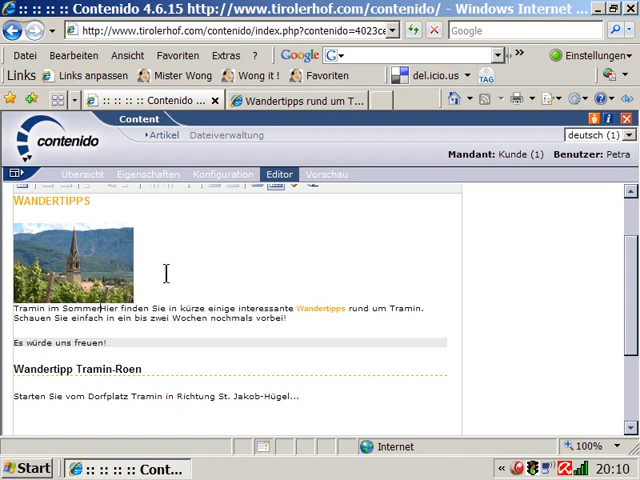 :: :: :: :: Contenido 4.6.15 http://www.tirolerhof.com/contenido/ - Windows Internet ...
http://www.tirolerhof.com/contenido/index.php?contenido=4023ce
Google
Datei Bearbeiten Ansicht Favoriten Extras Google G Einstellungen
Links Links anpassen Mister Wong Wong it ! Favoriten del.icio.us TAG
:: :: :: :: Contenido ... Wandertipps rund um T...
contenido Content
Artikel Dateiverwaltung deutsch (1)
Mandant: Kunde (1) Benutzer: Petra
Übersicht Eigenschaften Konfiguration Editor Vorschau
WANDERTIPPS
Tramin im SommerHier finden Sie in kürze einige interessante Wandertipps rund um Tramin.
Schauen Sie einfach in ein bis zwei Wochen nochmals vorbei!
Es würde uns freuen!
Wandertipp Tramin-Roen
Starten Sie vom Dorfplatz Tramin in Richtung St. Jakob-Hügel...
Internet 100%
Start :: :: :: :: Cont... 20:10